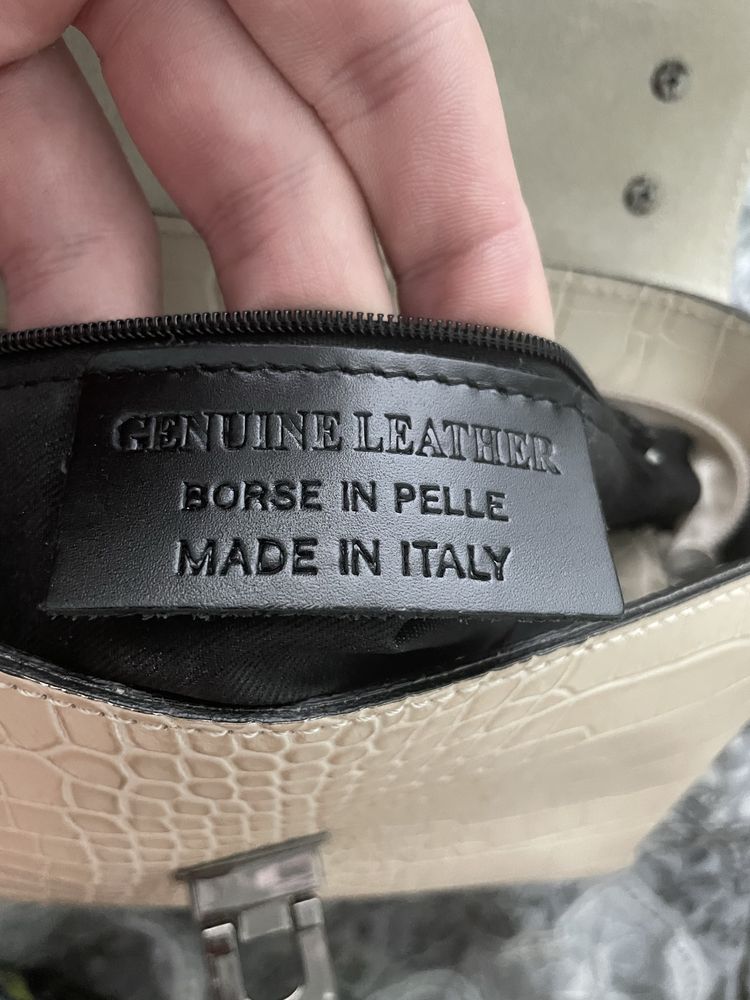 GENUINE LEATHER
BORSE IN PELLE
MADE IN ITALY